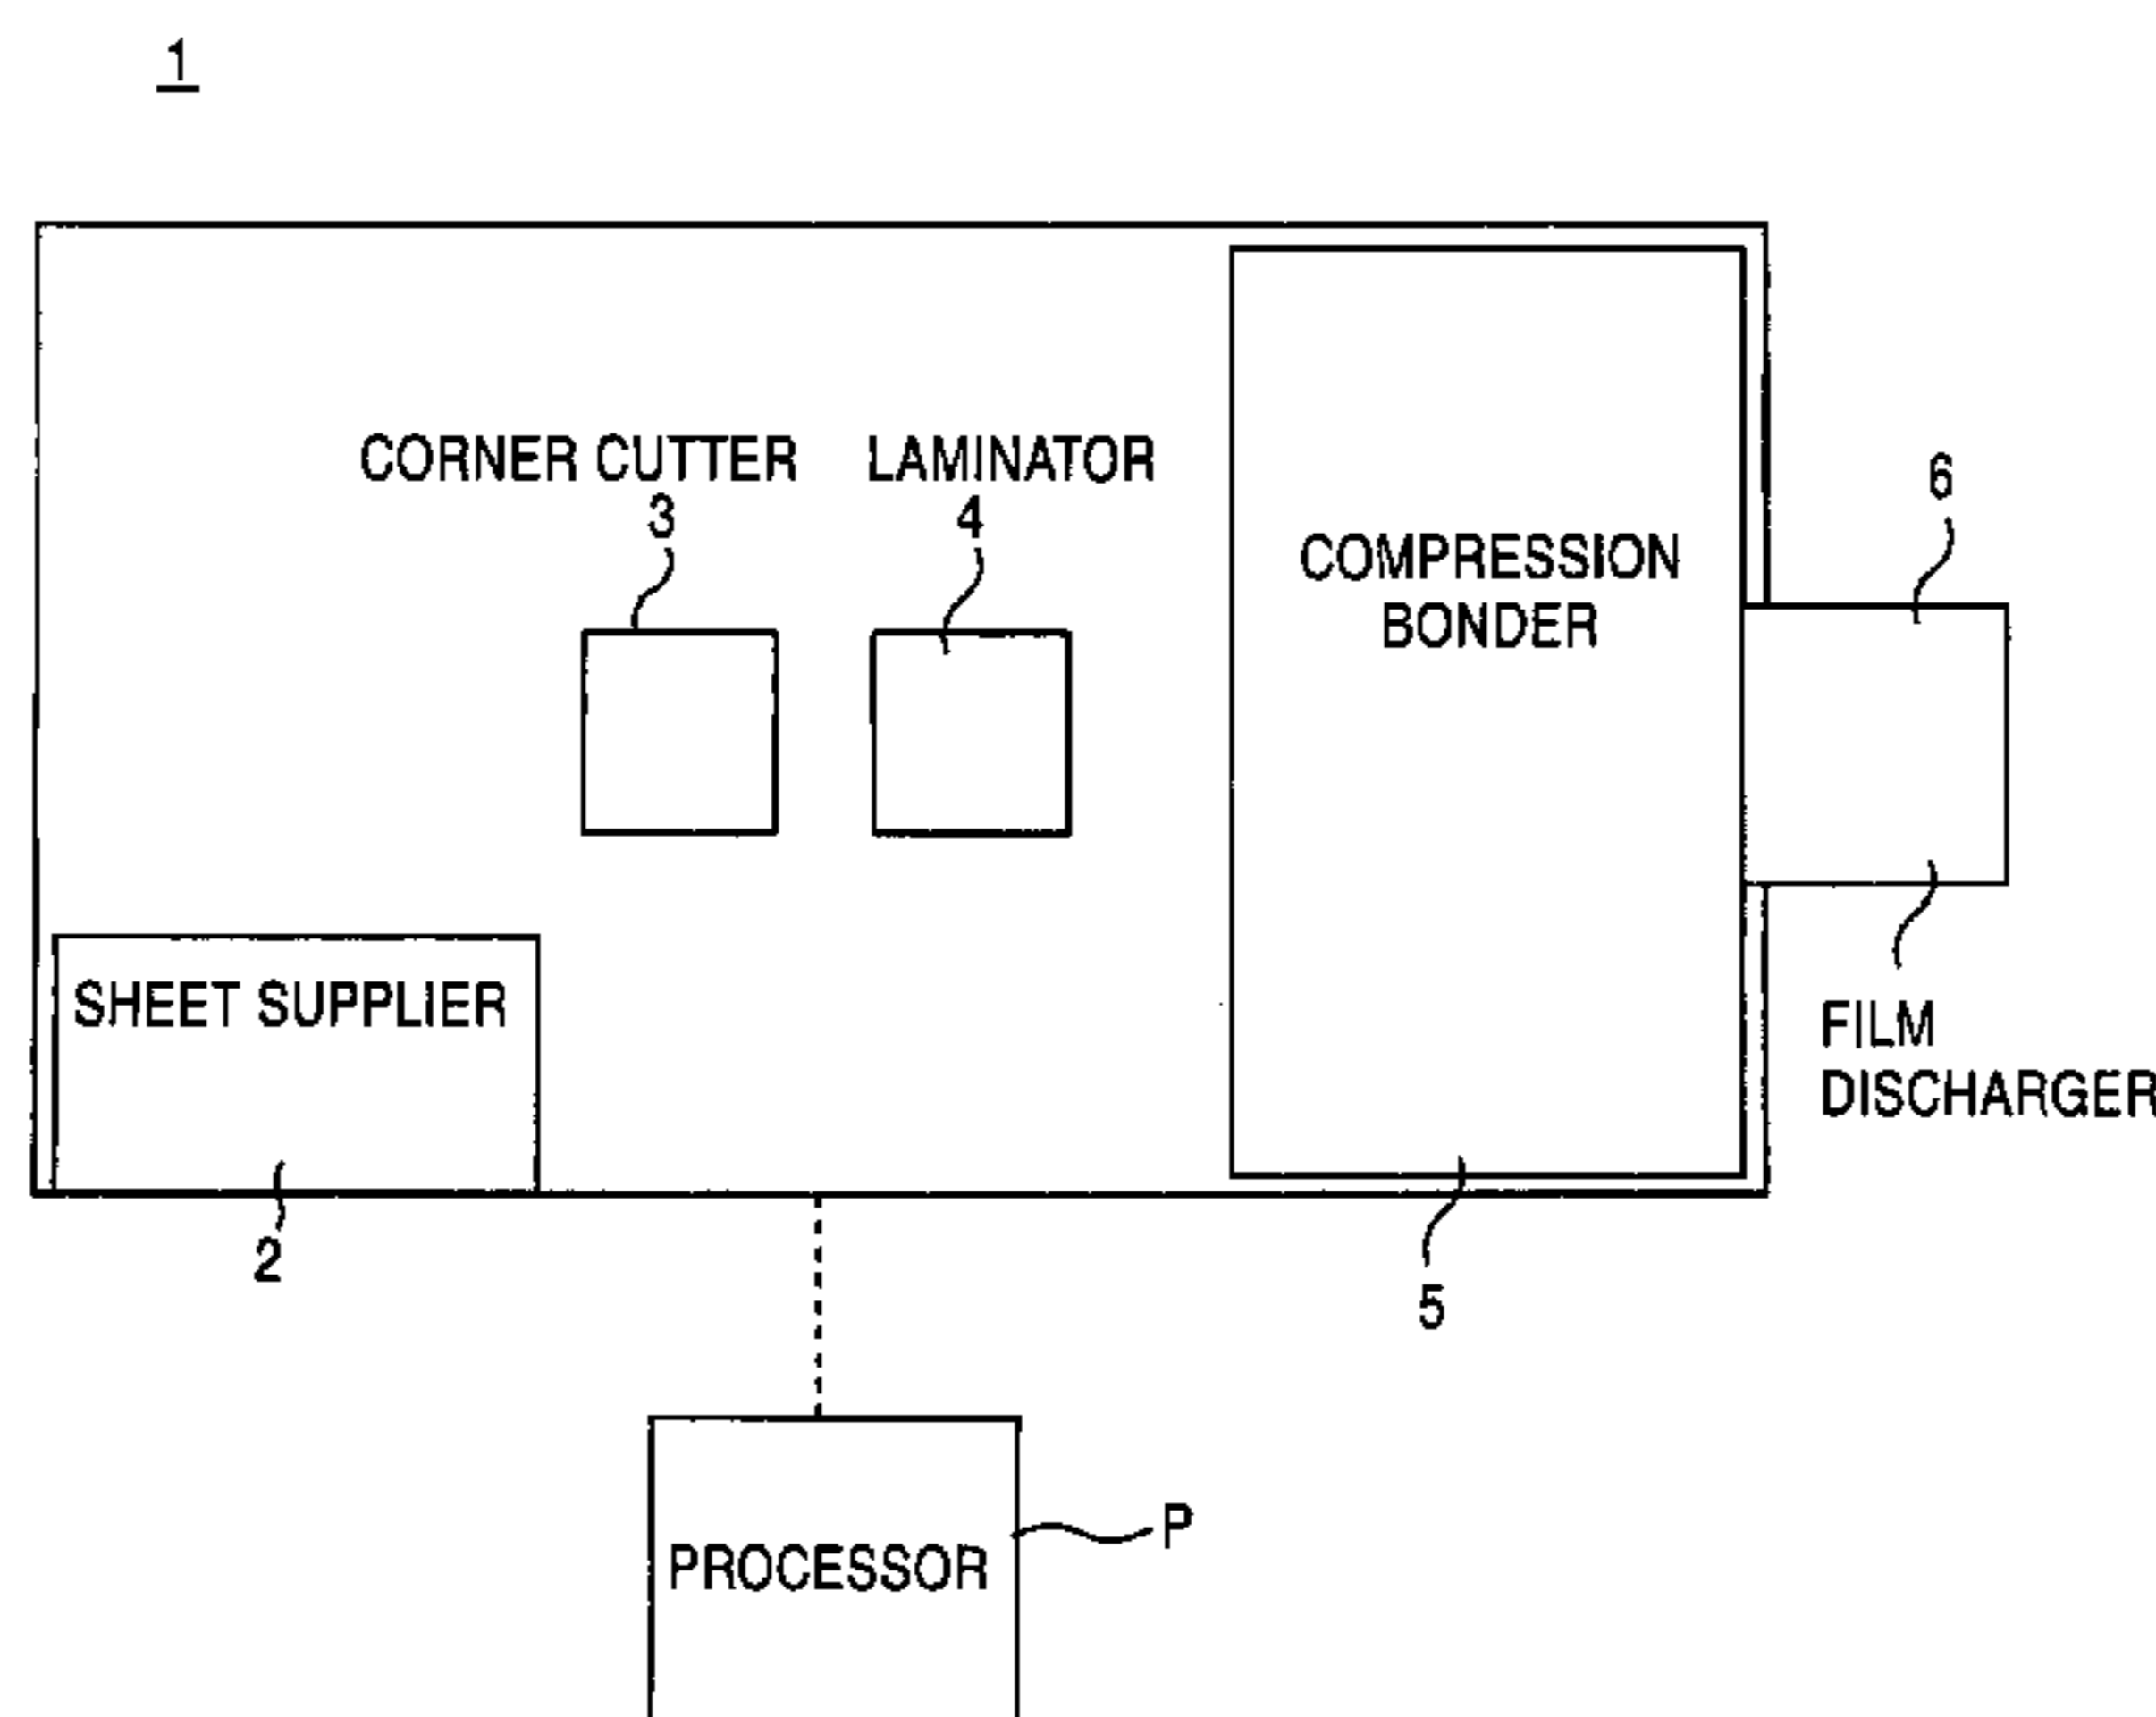 1
CORNER CUTTER
3
LAMINATOR
4
COMPRESSION
BONDER
6
SHEET SUPPLIER
FILM
DISCHARGER
2
5
PROCESSOR
P